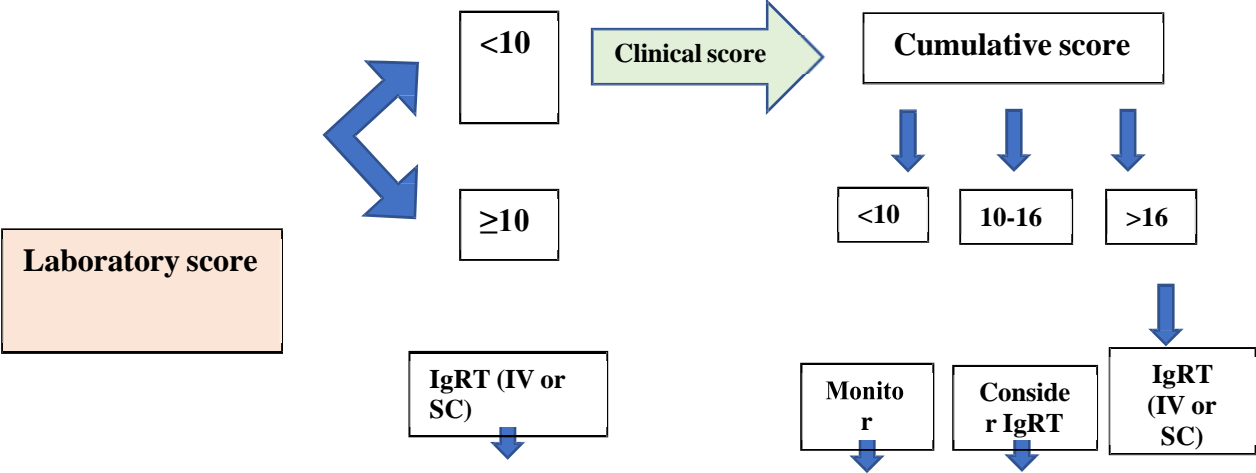 <10
Clinical score
Cumulative score
≥10
<10
10-16
>16
Laboratory score
IgRT (IV or
SC)
Monito
r
Conside
r IgRT
IgRT
(IV or
SC)